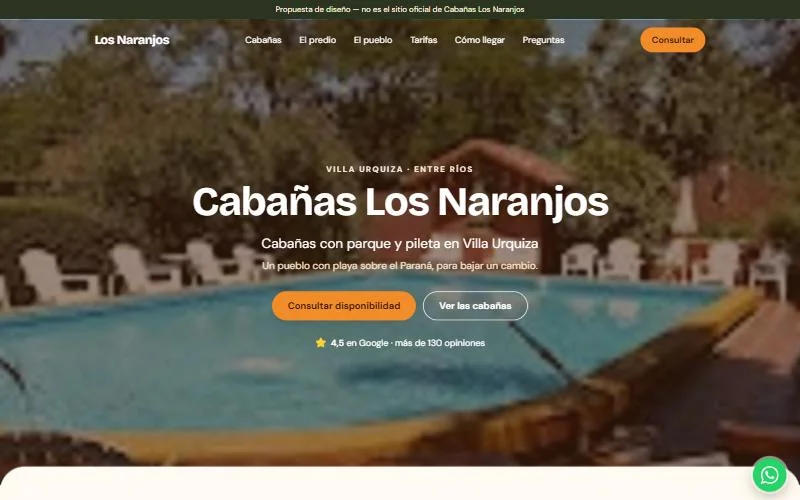 Propuesta de diseño — no es el sitio oficial de Cabañas Los Naranjos
Los Naranjos
Cabañas
El predio
El pueblo
Tarifas
Cómo llegar
Preguntas
Consultar
VILLA URQUIZA · ENTRE RÍOS
Cabañas Los Naranjos
Cabañas con parque y pileta en Villa Urquiza
Un pueblo con playa sobre el Paraná, para bajar un cambio.
Consultar disponibilidad
Ver las cabañas
4,5 en Google · más de 130 opiniones